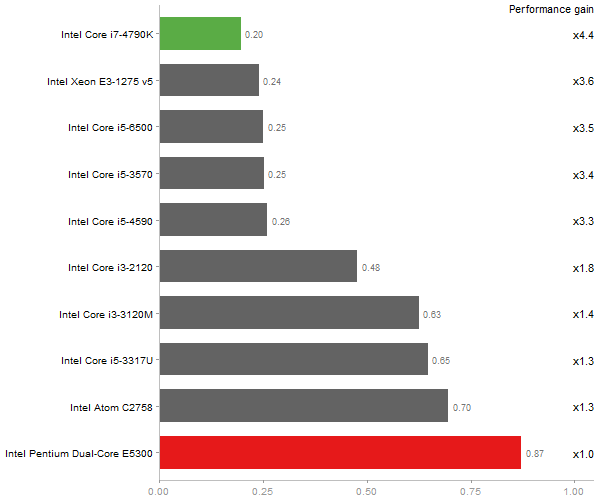 Performance gain
Intel Core i7-4790K 0.20 x4.4
Intel Xeon E3-1275 v5 0.24 x3.6
Intel Core i5-6500 0.25 x3.5
Intel Core i5-3570 0.25 x3.4
Intel Core i5-4590 0.26 x3.3
Intel Core i3-2120 0.48 x1.8
Intel Core i3-3120M 0.63 x1.4
Intel Core i5-3317U 0.65 x1.3
Intel Atom C2758 0.70 x1.3
Intel Pentium Dual-Core E5300 0.87 x1.0
0.00 0.25 0.50 0.75 1.00